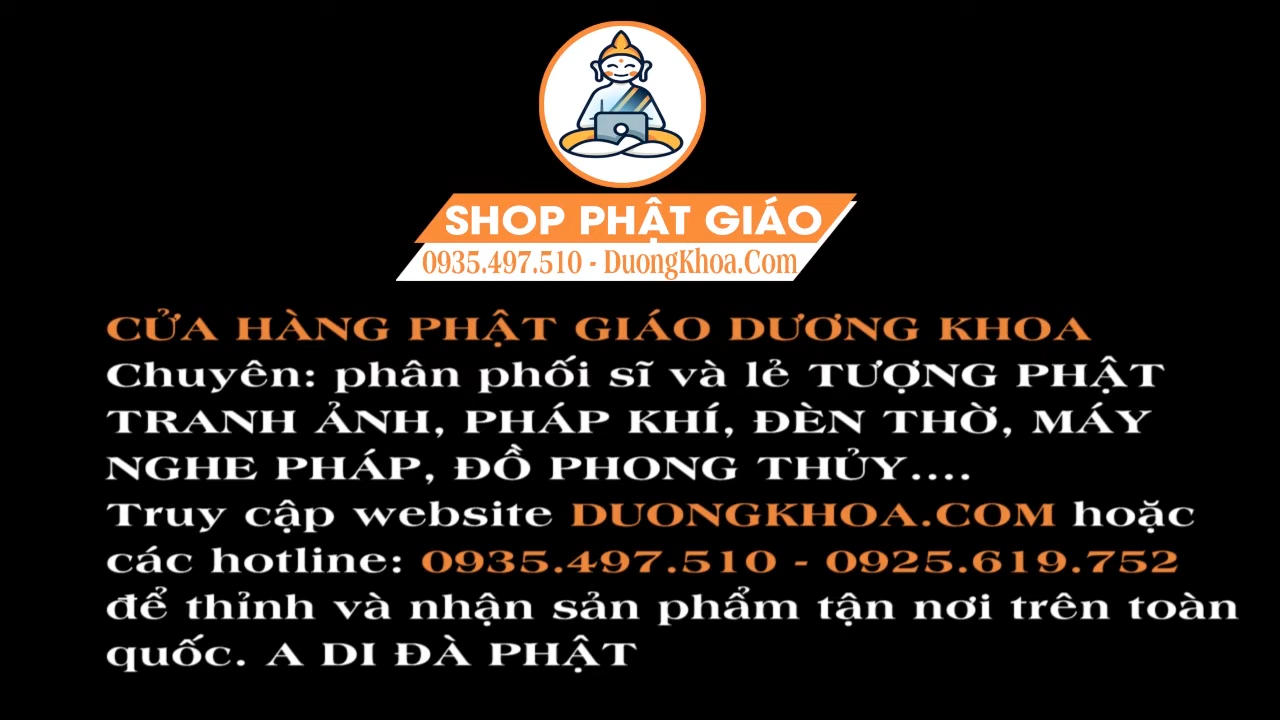 SHOP PHẬT GIÁO
0935.497.510 - DuongKhoa.Com
CỬA HÀNG PHẬT GIÁO DƯƠNG KHOA
Chuyên: phân phối sĩ và lẻ TƯỢNG PHẬT
TRANH ẢNH, PHÁP KHÍ, ĐÈN THỜ, MÁY
NGHE PHÁP, ĐỒ PHONG THỦY....
Truy cập website DUONGKHOA.COM hoặc
các hotline: 0935.497.510 - 0925.619.752
để thỉnh và nhận sản phẩm tận nơi trên toàn
quốc. A DI ĐÀ PHẬT